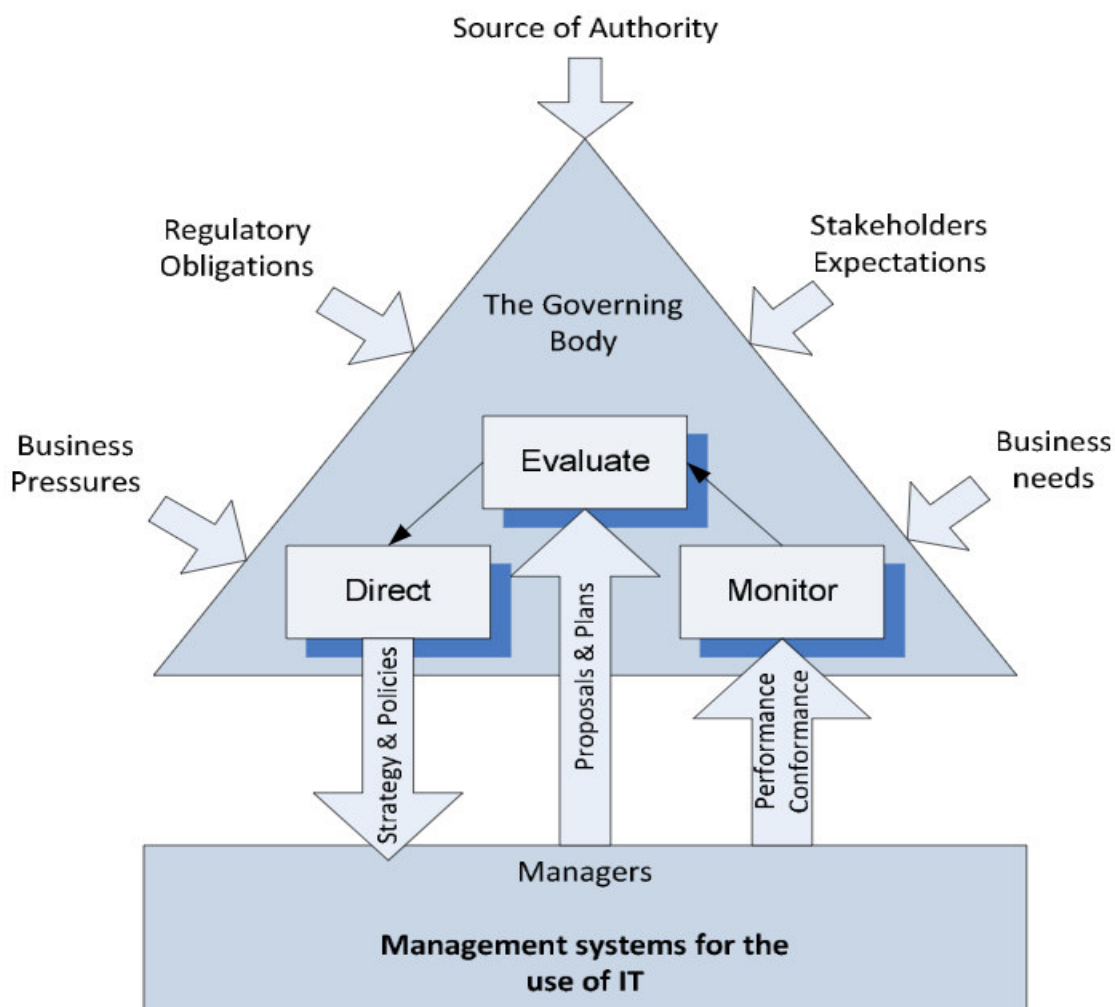 Source of Authority
Regulatory
Obligations
Stakeholders
Expectations
The Governing
Body
Business
Pressures
Business
needs
Evaluate
Direct
Monitor
Strategy & Policies
Proposals & Plans
Performance
Conformance
Managers
Management systems for the
use of IT